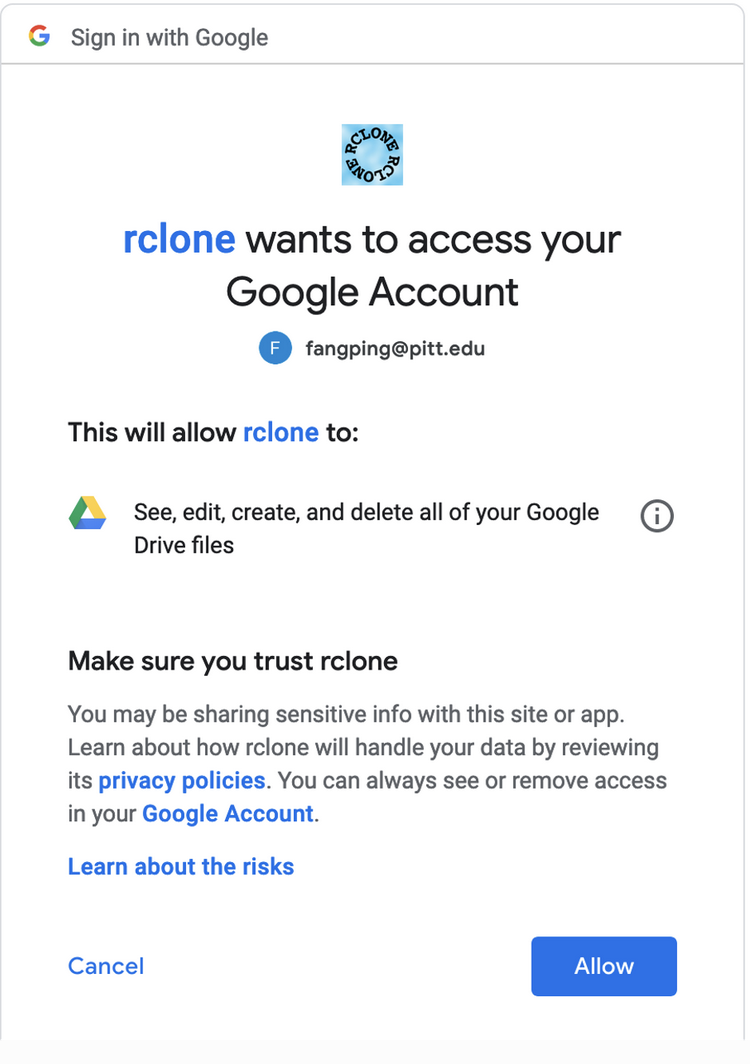 Sign in with Google
RCLONE RCLONE
rclone wants to access your
Google Account
F fangping@pitt.edu
This will allow rclone to:
See, edit, create, and delete all of your Google
Drive files
Make sure you trust rclone
You may be sharing sensitive info with this site or app.
Learn about how rclone will handle your data by reviewing
its privacy policies. You can always see or remove access
in your Google Account.
Learn about the risks
Cancel Allow